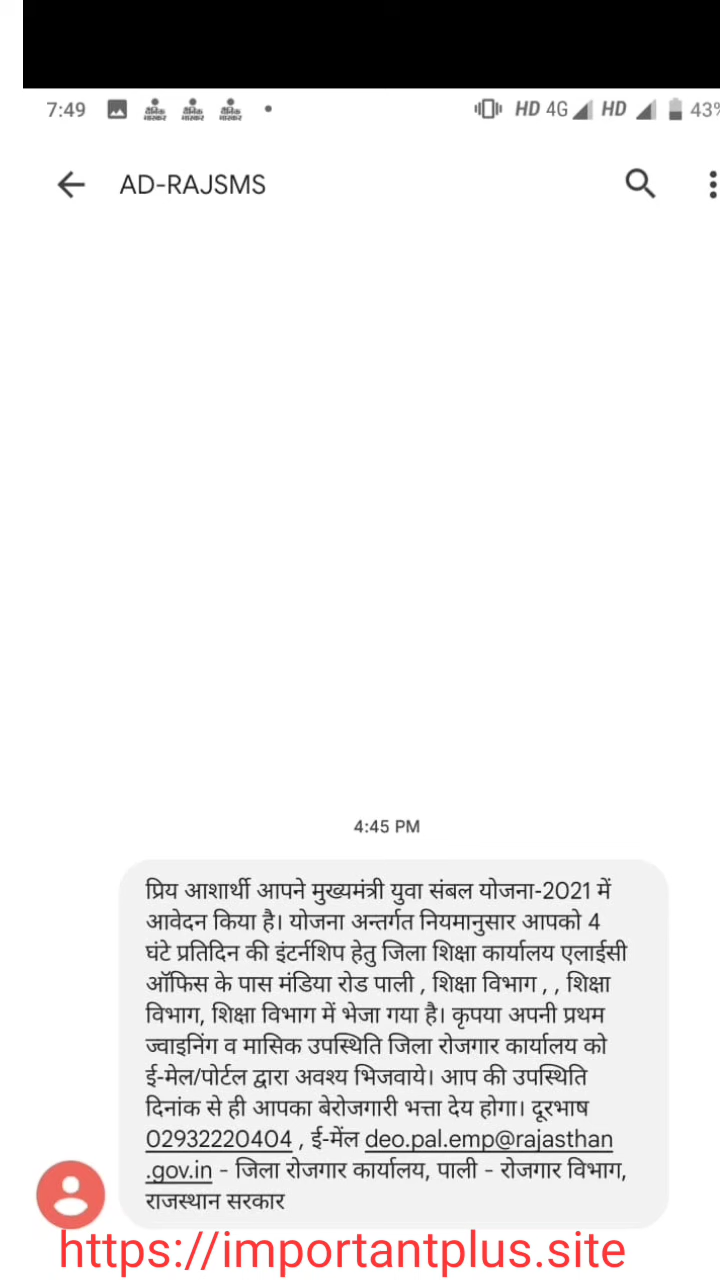 7:49 HD 4G HD 43%
AD-RAJSMS
4:45 PM
प्रिय आशार्थी आपने मुख्यमंत्री युवा संबल योजना-2021 में
आवेदन किया है। योजना अन्तर्गत नियमानुसार आपको 4
घंटे प्रतिदिन की इंटर्नशिप हेतु जिला शिक्षा कार्यालय एलाईसी
ऑफिस के पास मंडिया रोड पाली , शिक्षा विभाग , , शिक्षा
विभाग, शिक्षा विभाग में भेजा गया है। कृपया अपनी प्रथम
ज्वाइनिंग व मासिक उपस्थिति जिला रोजगार कार्यालय को
ई-मेल/पोर्टल द्वारा अवश्य भिजवाये। आप की उपस्थिति
दिनांक से ही आपका बेरोजगारी भत्ता देय होगा। दूरभाष
02932220404 , ई-मेंल deo.pal.emp@rajasthan
.gov.in - जिला रोजगार कार्यालय, पाली - रोजगार विभाग,
राजस्थान सरकार
https://importantplus.site